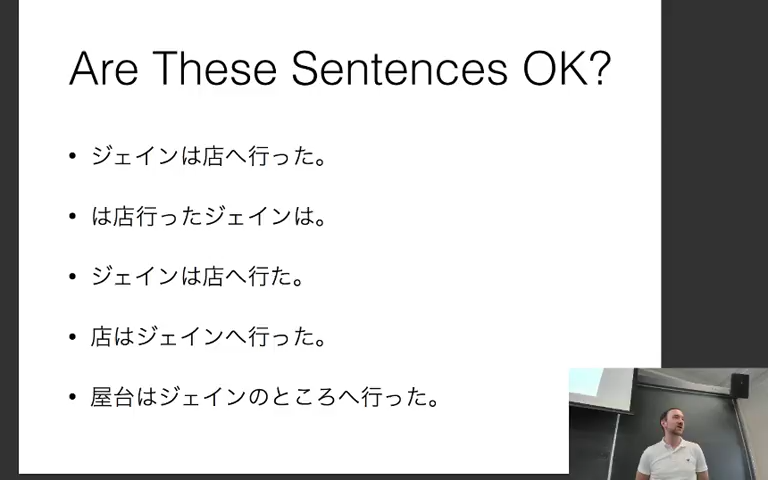 Are These Sentences OK?
• ジェインは店へ行った。
• は店行ったジェインは。
• ジェインは店へ行た。
• 店はジェインへ行った。
• 屋台はジェインのところへ行った。